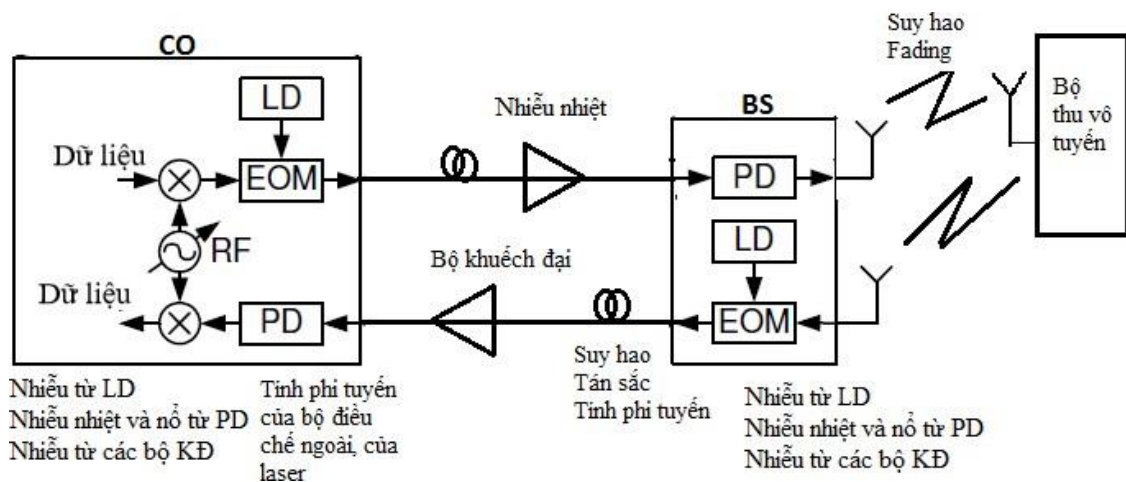 CO
LD
Dữ liệu
EOM
RF
Dữ liệu
PD
Nhiễu nhiệt
Bộ khuếch đại
BS
PD
LD
EOM
Suy hao
Fading
Bộ
thu vô
tuyến
Nhiễu từ LD
Nhiễu nhiệt và nổ từ PD
Nhiễu từ các bộ KĐ
Tính phi tuyến
của bộ điều
chế ngoài, của
laser
Suy hao
Tán sắc
Tính phi tuyến
Nhiễu từ LD
Nhiễu nhiệt và nổ từ PD
Nhiễu từ các bộ KĐ